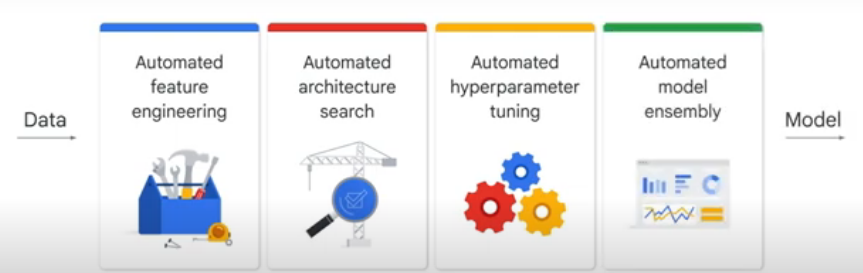 Data
Automated
feature
engineering
Automated
architecture
search
Automated
hyperparameter
tuning
Automated
model
ensembly
Model